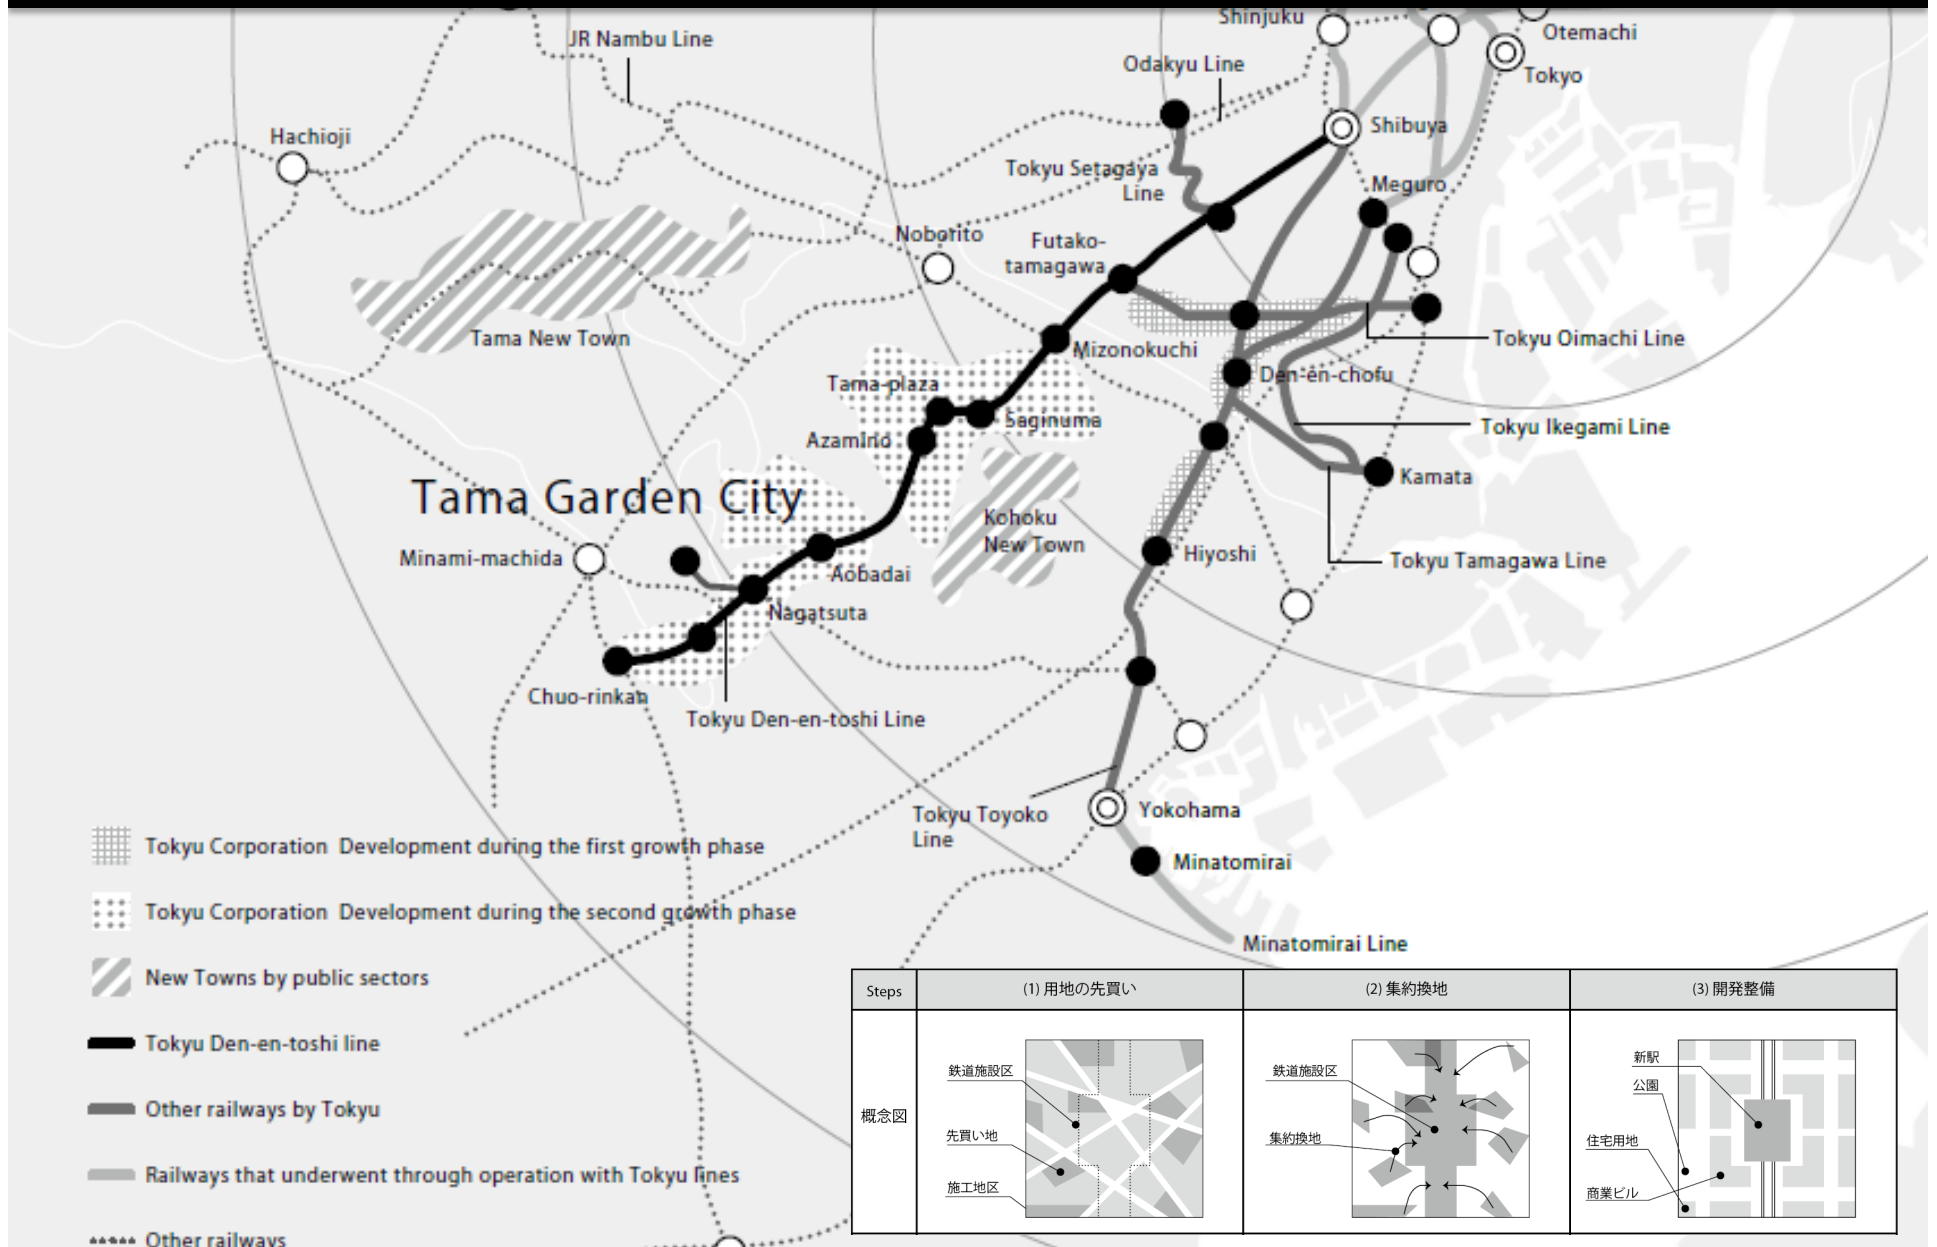 Shinjuku
Otemachi
JR Nambu Line
Odakyu Line
Tokyo
Hachioji
Shibuya
Tokyu Setagaya
Line
Meguro
Noborito
Futako-
tamagawa
Tama New Town
Mizonokuchi
Tokyu Oimachi Line
Tama-plaza
Den-en-chofu
Saginuma
Azamino
Tokyu Ikegami Line
Tama Garden City
Kamata
Kohoku
New Town
Minami-machida
Hiyoshi
Tokyu Tamagawa Line
Aobadai
Nagatsuta
Chuo-rinkan
Tokyu Den-en-toshi Line
Tokyu Toyoko
Line
Yokohama
Minatomirai
Minatomirai Line
Tokyu Corporation Development during the first growth phase
Tokyu Corporation Development during the second growth phase
New Towns by public sectors
Tokyu Den-en-toshi line
Other railways by Tokyu
Railways that underwent through operation with Tokyu lines
Other railways
Steps
(1) 用地の先買い
(2) 集約換地
(3) 開発整備
概念図
鉄道施設区
先買い地
施工地区
鉄道施設区
集約換地
新駅
公園
住宅用地
商業ビル